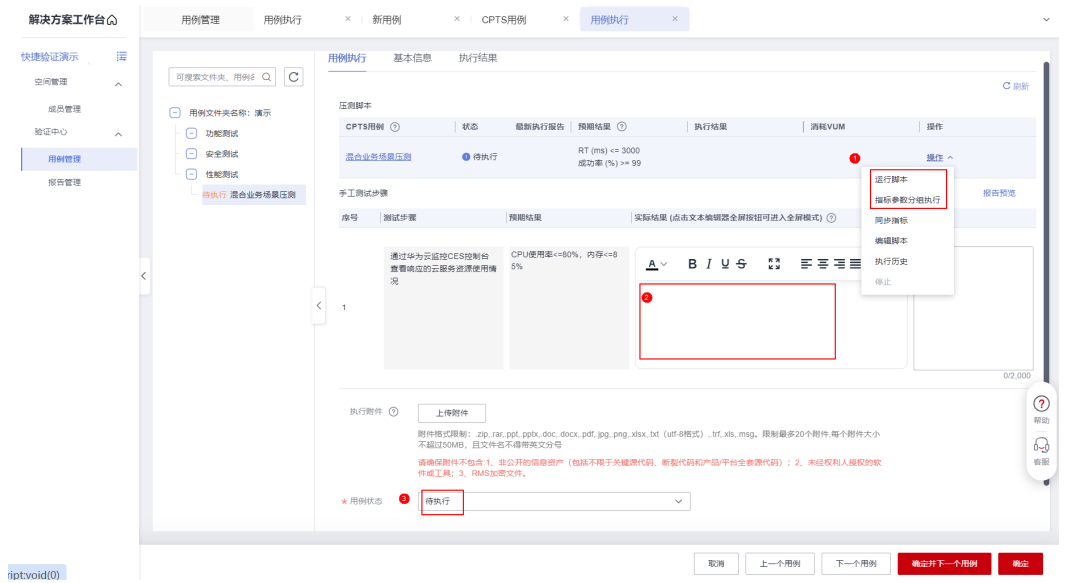 解决方案工作台
用例管理
用例执行
新用例
CPTS用例
用例执行
快捷验证演示
空间管理
成员管理
验证中心
用例管理
报告管理
可搜索文件夹、用例名
用例文件夹名称：演示
功能测试
安全测试
性能测试
待执行 混合业务场景压测
用例执行 基本信息 执行结果
刷新
压测脚本
CPTS用例 状态 最新执行报告 预期结果 执行结果 消耗VUM 操作
混合业务场景压测 待执行 RT (ms) <= 3000
成功率 (%) >= 99
1
操作
运行脚本
指标参数分组执行
同步指标
编辑脚本
执行历史
停止
手工测试步骤
报告预览
序号 测试步骤 预期结果 实际结果 (点击文本编辑器全屏按钮可进入全屏模式)
1
通过华为云监控CES控制台
查看响应的云服务资源使用情
况
CPU使用率<=80%，内存<=8
5%
A B I U S
2
0/2,000
执行附件 上传附件
附件格式限制：.zip,.rar,.ppt,.pptx,.doc,.docx,.pdf,.jpg,.png,.xlsx,.txt（utf-8格式）,.trf,.xls,.msg。限制最多20个附件,每个附件大小
不超过50MB，且文件名不得带英文分号
请确保附件不包含:1、非公开的信息资产（包括不限于关键源代码、断裂代码和产品/平台全套源代码）；2、未经权利人授权的软
件或工具；3、RMS加密文件。
* 用例状态 3 待执行
帮助
客服
取消 上一个用例 下一个用例 确定并下一个用例 确定
ript:void(0)